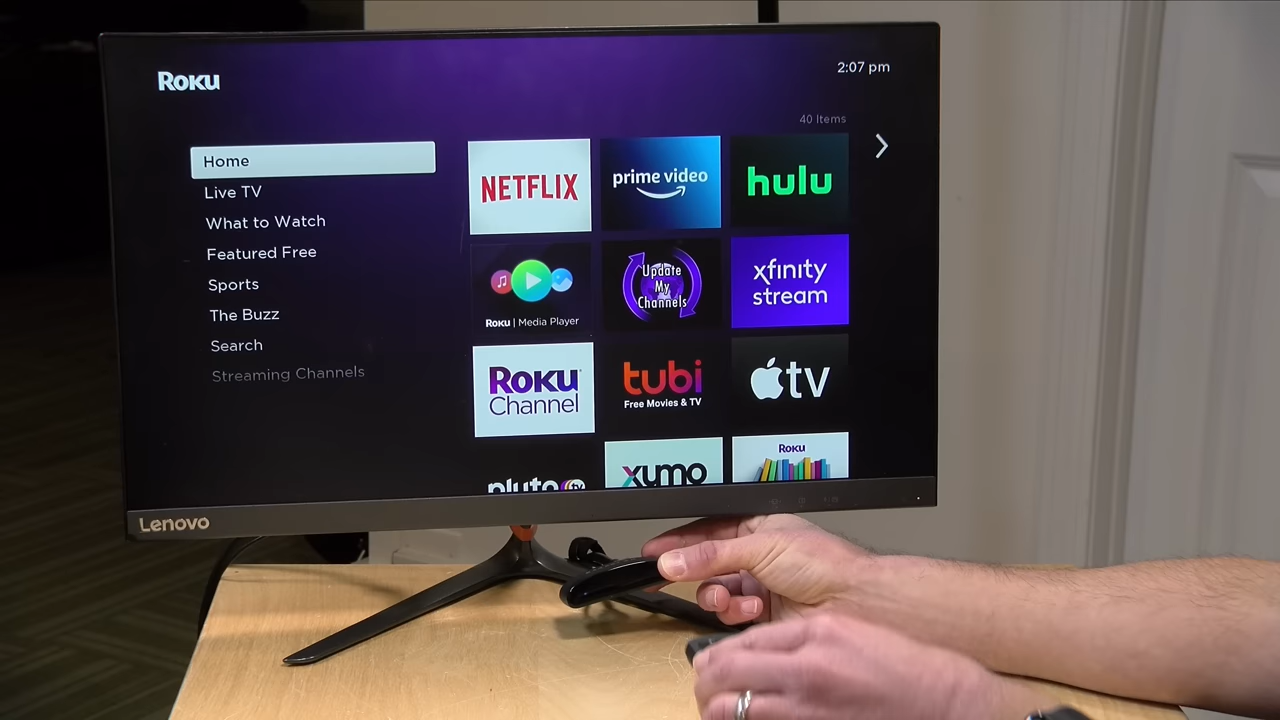 Roku
2:07 pm
40 Items
Home
Live TV
What to Watch
Featured Free
Sports
The Buzz
Search
Streaming Channels
NETFLIX
prime video
hulu
Roku | Media Player
Update
My
Channels
xfinity
stream
Roku
Channel
tubi
Free Movies & TV
tv
pluto tv
xumo
Roku
Lenovo